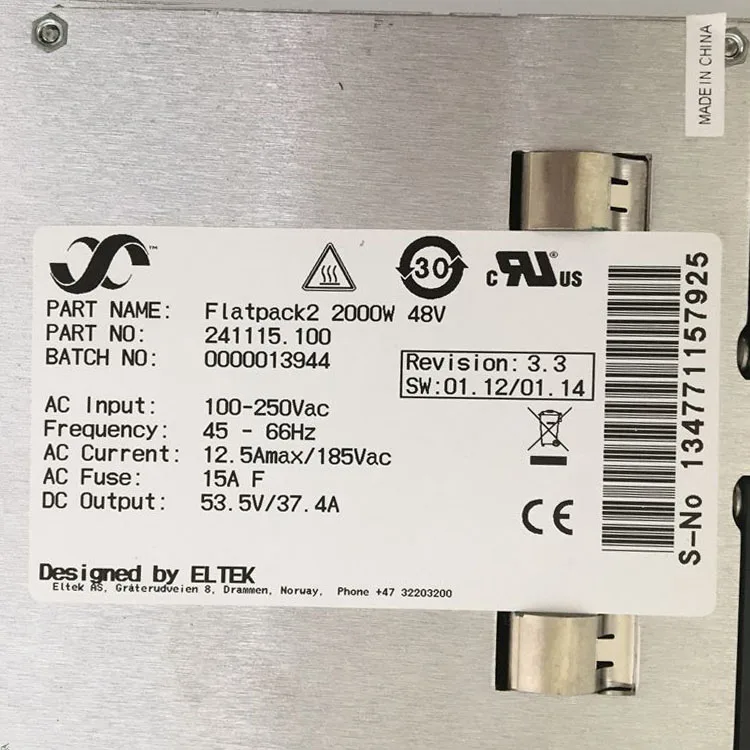 MADE IN CHINA
™
30
c RU® US
PART NAME: Flatpack2 2000W 48V
PART NO: 241115.100
BATCH NO: 0000013944
Revision: 3.3
SW:01.12/01.14
AC Input: 100-250Vac
Frequency: 45 - 66Hz
AC Current: 12.5Amax/185Vac
AC Fuse: 15A F
DC Output: 53.5V/37.4A
CE
S-No 134771157925
Designed by ELTEK
Eltek AS, Gråterudveien 8, Drammen, Norway, Phone +47 32203200